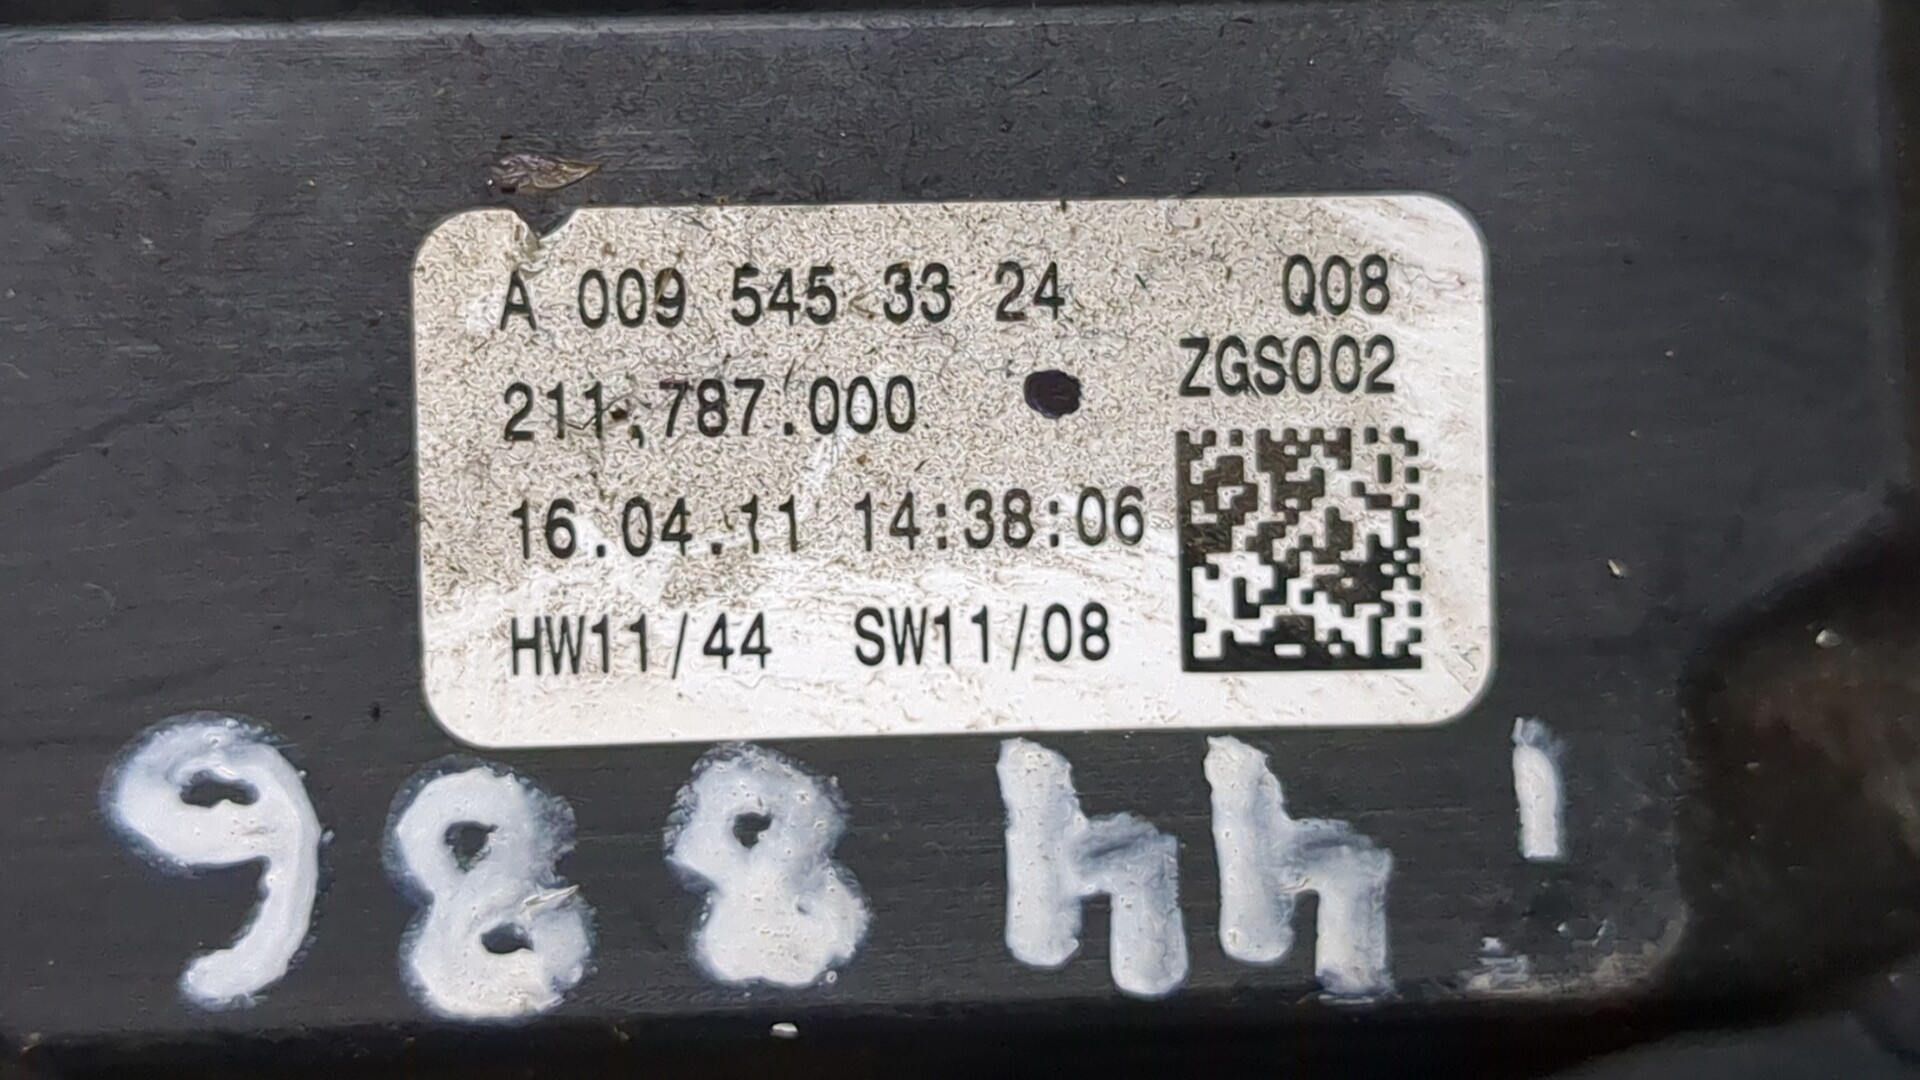 A 009 545 33 24 Q08
ZGS002
211.787.000
16.04.11 14:38:06
HW11/44 SW11/08
44886